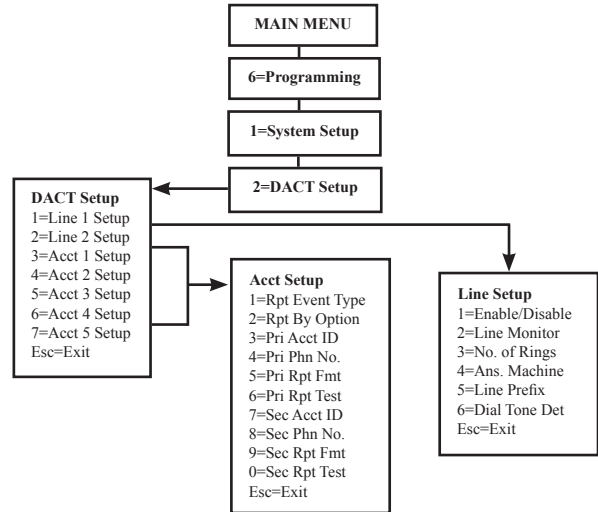 MAIN MENU
6=Programming
1=System Setup
2=DACT Setup
DACT Setup
1=Line 1 Setup
2=Line 2 Setup
3=Acct 1 Setup
4=Acct 2 Setup
5=Acct 3 Setup
6=Acct 4 Setup
7=Acct 5 Setup
Esc=Exit
Acct Setup
1=Rpt Event Type
2=Rpt By Option
3=Pri Acct ID
4=Pri Phn No.
5=Pri Rpt Fmt
6=Pri Rpt Test
7=Sec Acct ID
8=Sec Phn No.
9=Sec Rpt Fmt
0=Sec Rpt Test
Esc=Exit
Line Setup
1=Enable/Disable
2=Line Monitor
3=No. of Rings
4=Ans. Machine
5=Line Prefix
6=Dial Tone Det
Esc=Exit